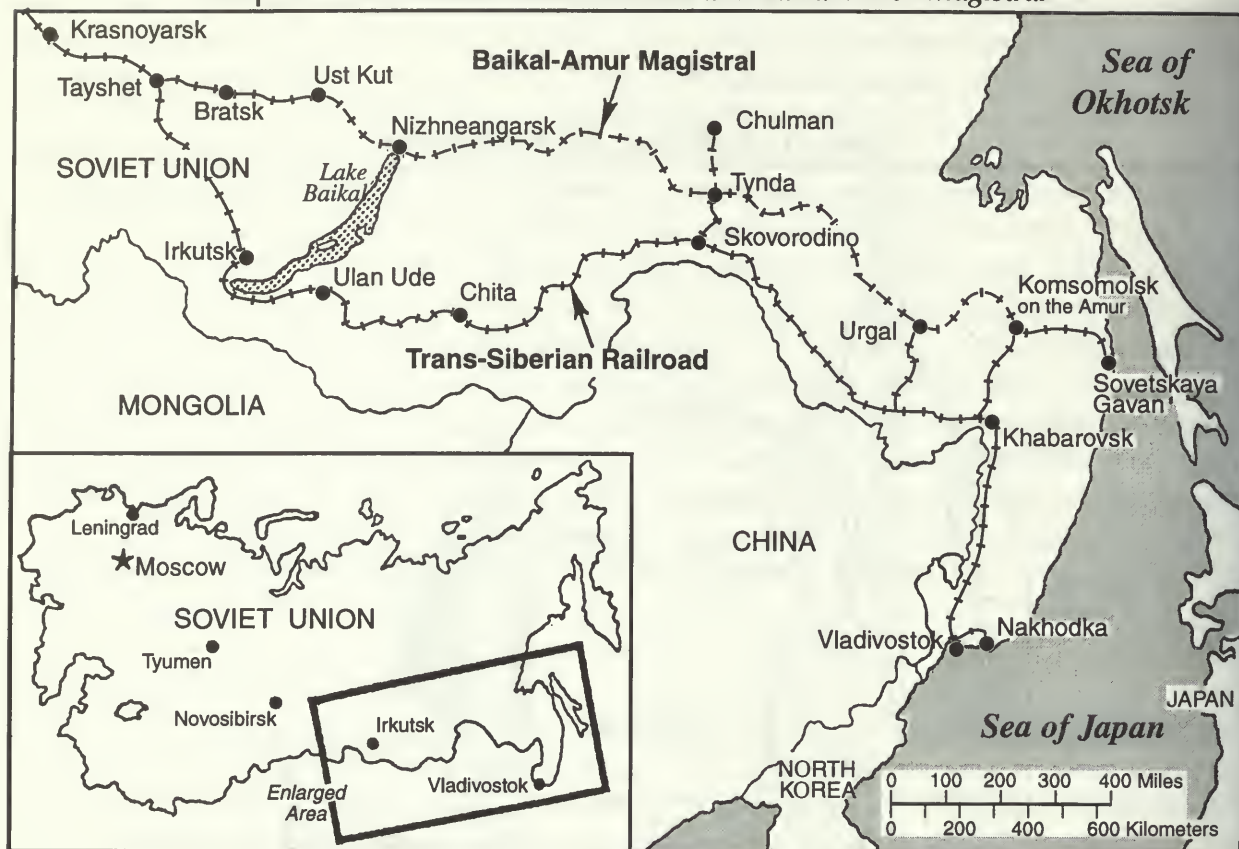 Magistral
Krasnoyarsk
Tayshet
Bratsk
Ust Kut
Baikal-Amur Magistral
Sea of
Okhotsk
Nizhneangarsk
Chulman
SOVIET UNION
Lake
Baikal
Tynda
Irkutsk
Skovorodino
Ulan Ude
Chita
Komsomolsk
on the Amur
Urgal
Trans-Siberian Railroad
Sovetskaya
Gavan
MONGOLIA
Khabarovsk
CHINA
Vladivostok
Nakhodka
JAPAN
Sea of Japan
NORTH
KOREA
0 100 200 300 400 Miles
0 200 400 600 Kilometers
Leningrad
Moscow
SOVIET UNION
Tyumen
Novosibirsk
Irkutsk
Enlarged
Area
Vladivostok